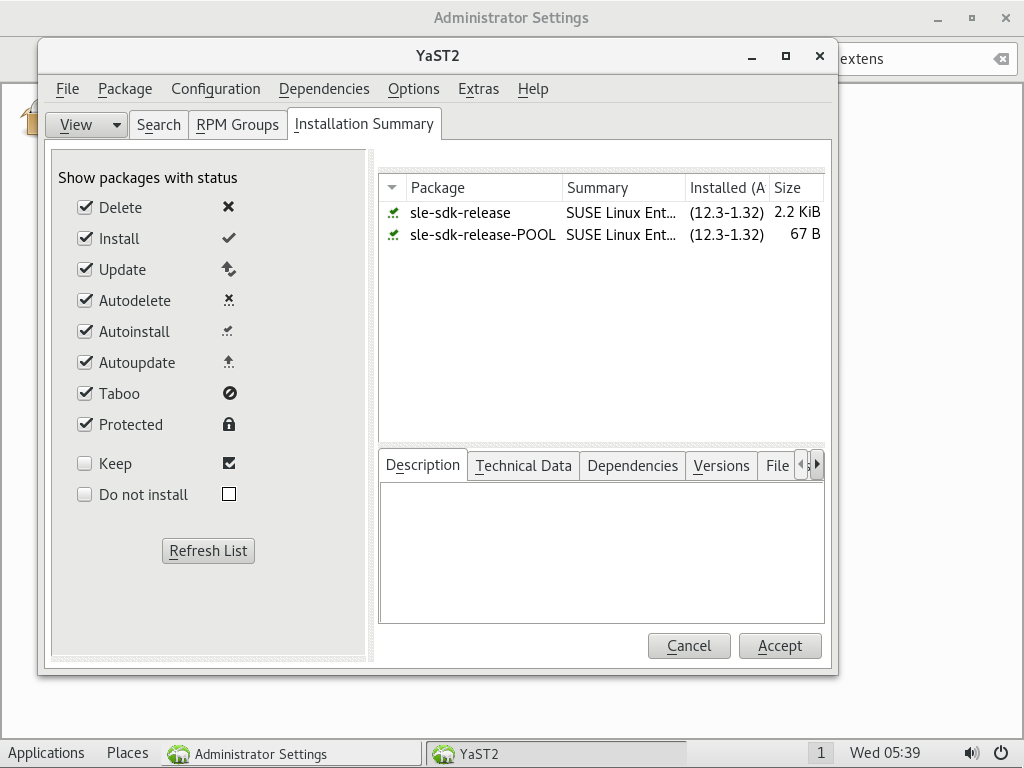 Administrator Settings
YaST2
extens
File Package Configuration Dependencies Options Extras Help
View Search RPM Groups Installation Summary
Show packages with status
Delete
Install
Update
Autodelete
Autoinstall
Autoupdate
Taboo
Protected
Keep
Do not install
Refresh List
Package Summary Installed (A Size
sle-sdk-release SUSE Linux Ent... (12.3-1.32) 2.2 KiB
sle-sdk-release-POOL SUSE Linux Ent... (12.3-1.32) 67 B
Description Technical Data Dependencies Versions File
Cancel Accept
Applications Places Administrator Settings YaST2 1 Wed 05:39